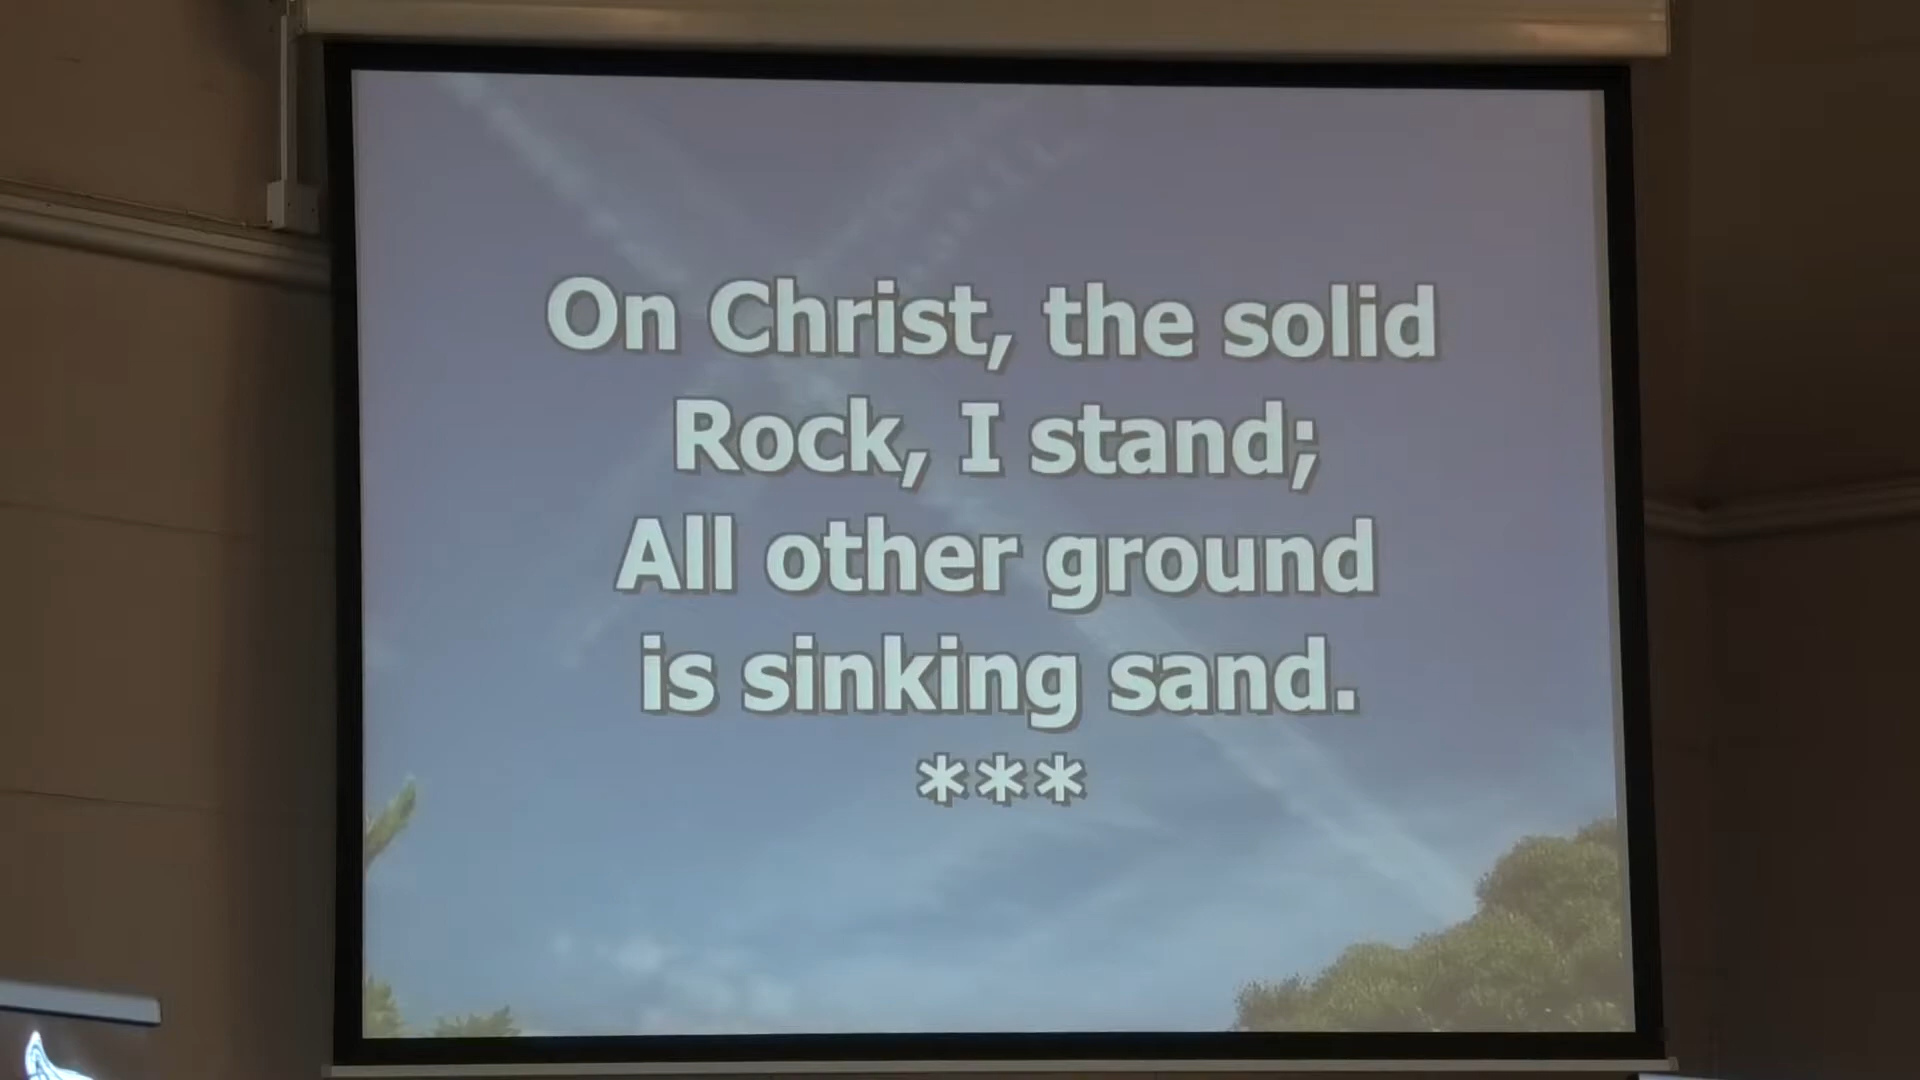 On Christ, the solid
Rock, I stand;
All other ground
is sinking sand.
***